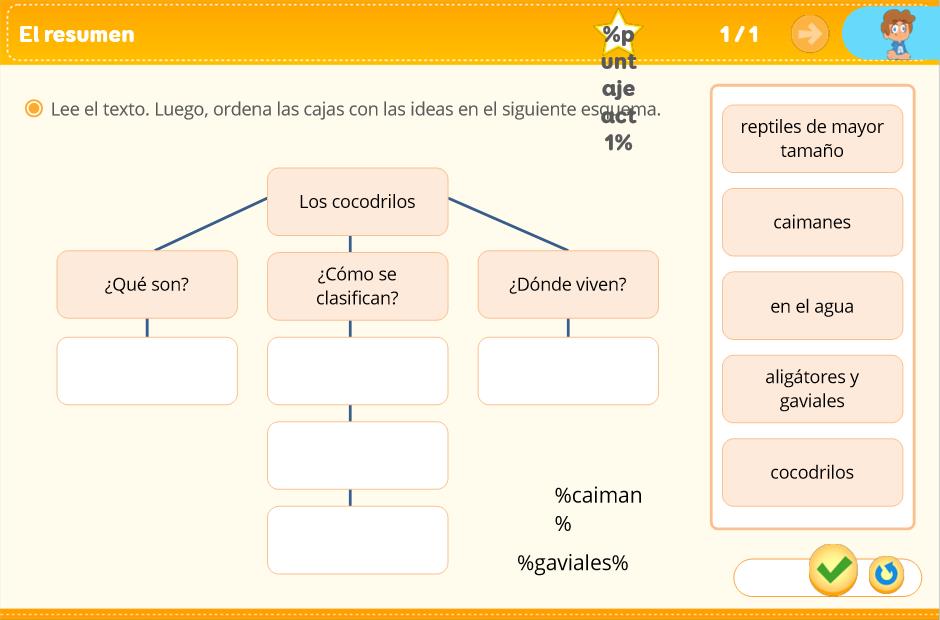 El resumen
%p
unt
aje
act
1%
1 / 1
Lee el texto. Luego, ordena las cajas con las ideas en el siguiente esquema.
Los cocodrilos
¿Qué son?
¿Cómo se
clasifican?
¿Dónde viven?
%caiman
%
%gaviales%
reptiles de mayor
tamaño
caimanes
en el agua
aligátores y
gaviales
cocodrilos